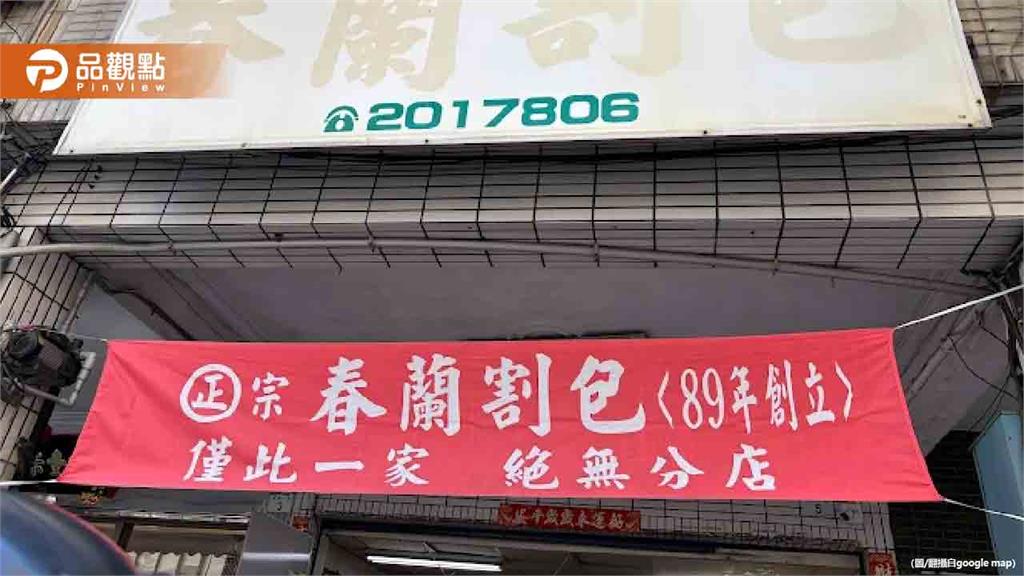 品觀點
PinView
春蘭割包
2017806
正宗 春蘭割包〈89年創立〉
僅此一家 絕無分店
5
(圖/翻攝自google map)